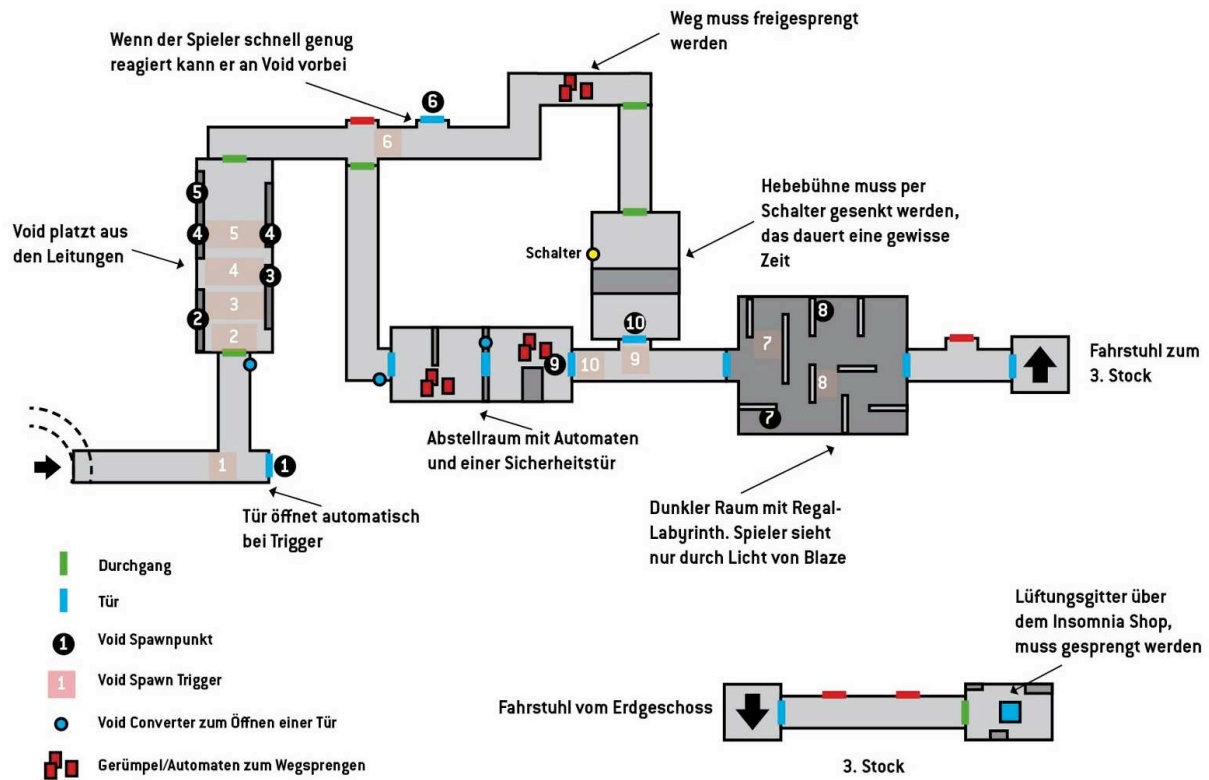 Weg muss freigesprengt
werden
Wenn der Spieler schnell genug
reagiert kann er an Void vorbei
6
6
5
4
5
4
4
3
3
2
2
Void platzt aus
den Leitungen
Hebebühne muss per
Schalter gesenkt werden,
das dauert eine gewisse
Zeit
Schalter
10
9
10
9
7
8
8
7
Fahrstuhl zum
3. Stock
Abstellraum mit Automaten
und einer Sicherheitstür
1
1
Tür öffnet automatisch
bei Trigger
Dunkler Raum mit Regal-
Labyrinth. Spieler sieht
nur durch Licht von Blaze
Durchgang
Tür
1 Void Spawnpunkt
1 Void Spawn Trigger
Void Converter zum Öffnen einer Tür
Gerümpel/Automaten zum Wegsprengen
Lüftungsgitter über
dem Insomnia Shop,
muss gesprengt werden
Fahrstuhl vom Erdgeschoss
3. Stock